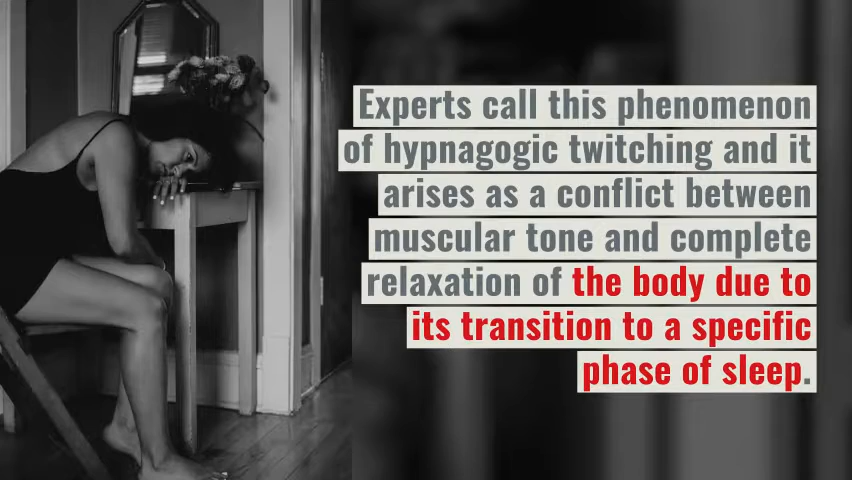 Experts call this phenomenon
of hypnagogic twitching and it
arises as a conflict between
muscular tone and complete
relaxation of the body due to
its transition to a specific
phase of sleep.